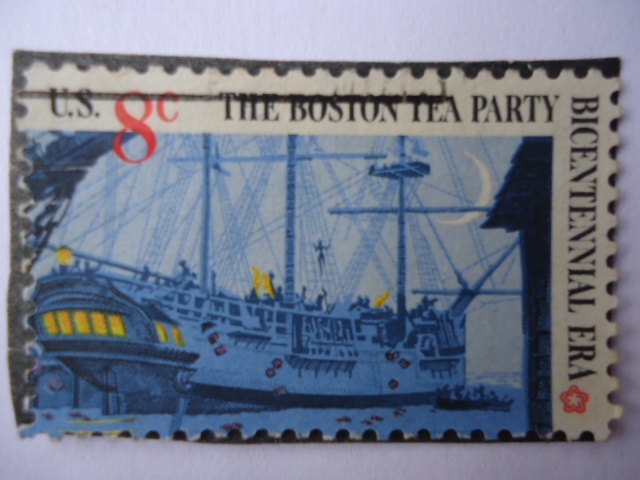 U.S. 8c THE BOSTON TEA PARTY
BICENTENNIAL ERA